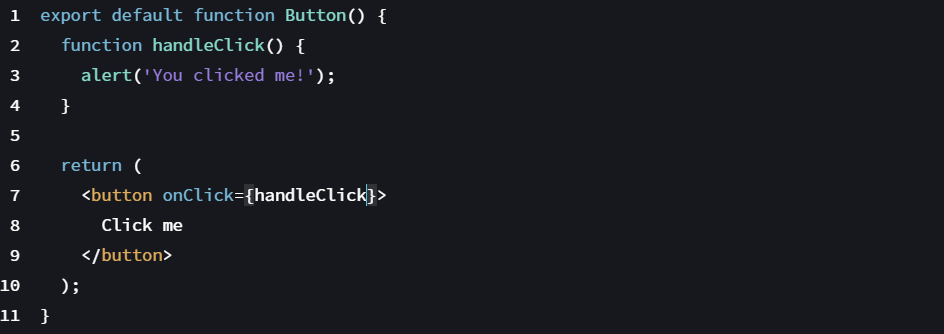 1 export default function Button() {
2   function handleClick() {
3     alert('You clicked me!');
4   }
5
6   return (
7     <button onClick={handleClick}>
8       Click me
9     </button>
10   );
11 }